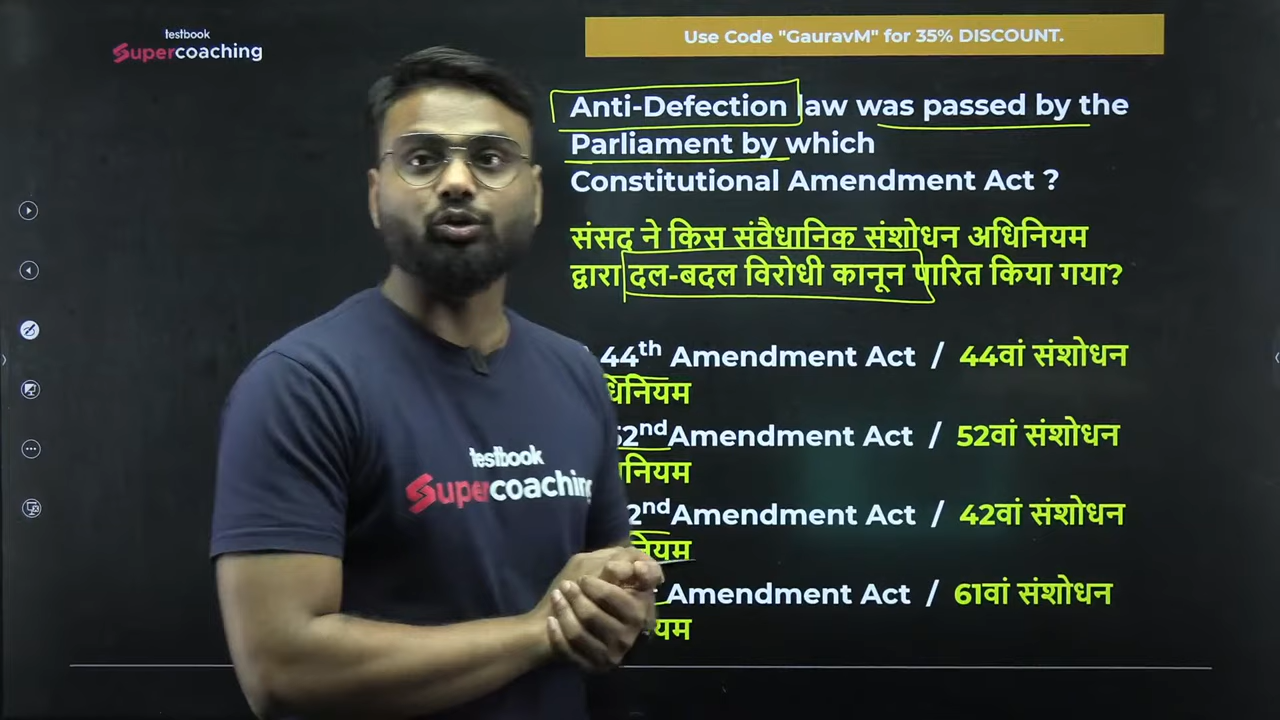 testbook
Supercoaching
Use Code "GauravM" for 35% DISCOUNT.
Anti-Defection law was passed by the
Parliament by which
Constitutional Amendment Act ?
संसद ने किस संवैधानिक संशोधन अधिनियम
द्वारा दल-बदल विरोधी कानून पारित किया गया?
44th Amendment Act / 44वां संशोधन
Amendment Act / 52वां संशोधन
Amendment Act / 42वां संशोधन
Amendment Act / 61वां संशोधन
testbook
Supercoaching